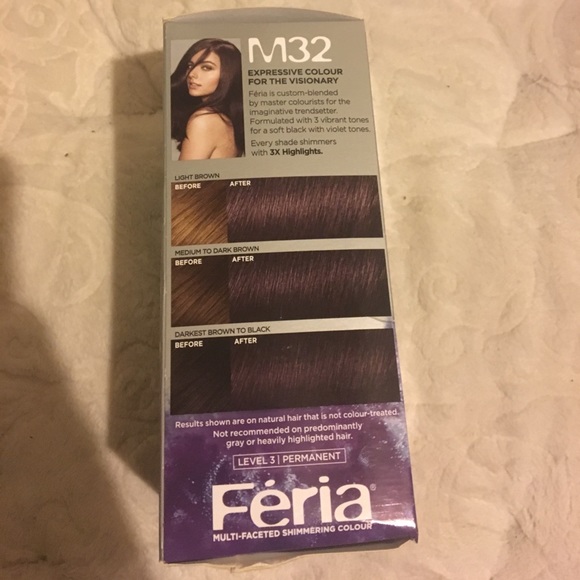 M32
EXPRESSIVE COLOUR
FOR THE VISIONARY
Féria is custom-blended
by master colourists for the
imaginative trendsetter.
Formulated with 3 vibrant tones
for a soft black with violet tones.
Every shade shimmers
with 3X Highlights.
LIGHT BROWN
BEFORE AFTER
MEDIUM TO DARK BROWN
BEFORE AFTER
DARKEST BROWN TO BLACK
BEFORE AFTER
Results shown are on natural hair that is not colour-treated.
Not recommended on predominantly
gray or heavily highlighted hair.
LEVEL 3 | PERMANENT
Féria®
MULTI-FACETED SHIMMERING COLOUR